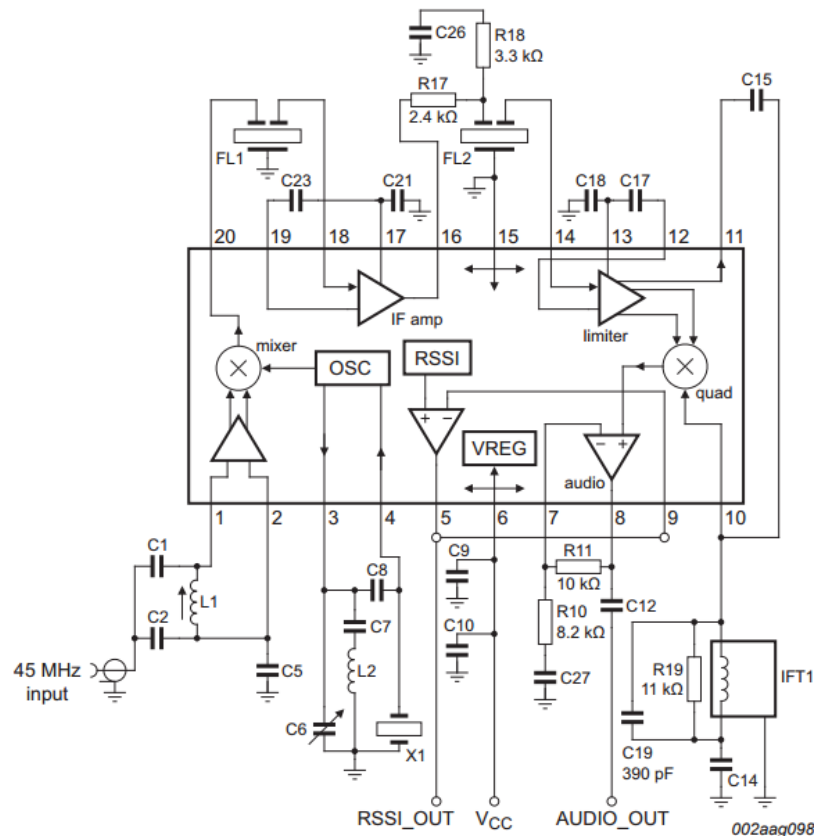 C26
R18
3.3 kΩ
R17
2.4 kΩ
C15
FL1
FL2
C23
C21
C18
C17
20
19
18
17
16
15
14
13
12
11
IF amp
limiter
mixer
OSC
RSSI
quad
+ −
− +
VREG
audio
1
2
3
4
5
6
7
8
9
10
C1
L1
C2
C8
C9
R11
10 kΩ
C7
C10
R10
8.2 kΩ
C12
45 MHz
input
C5
L2
C27
R19
11 kΩ
IFT1
C6
X1
C19
390 pF
C14
RSSI_OUT
VCC
AUDIO_OUT
002aag098